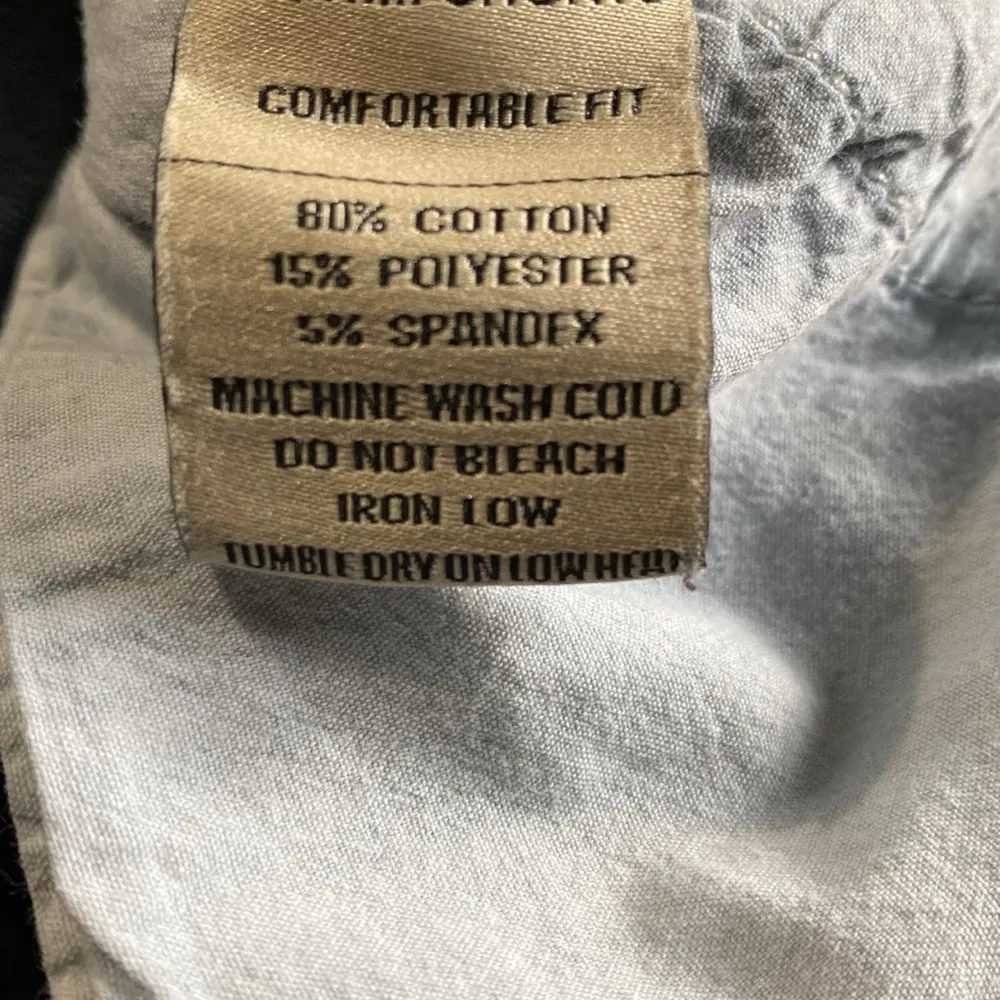 COMFORTABLE FIT
80% COTTON
15% POLYESTER
5% SPANDEX
MACHINE WASH COLD
DO NOT BLEACH
IRON LOW
TUMBLE DRY ON LOW HEAT